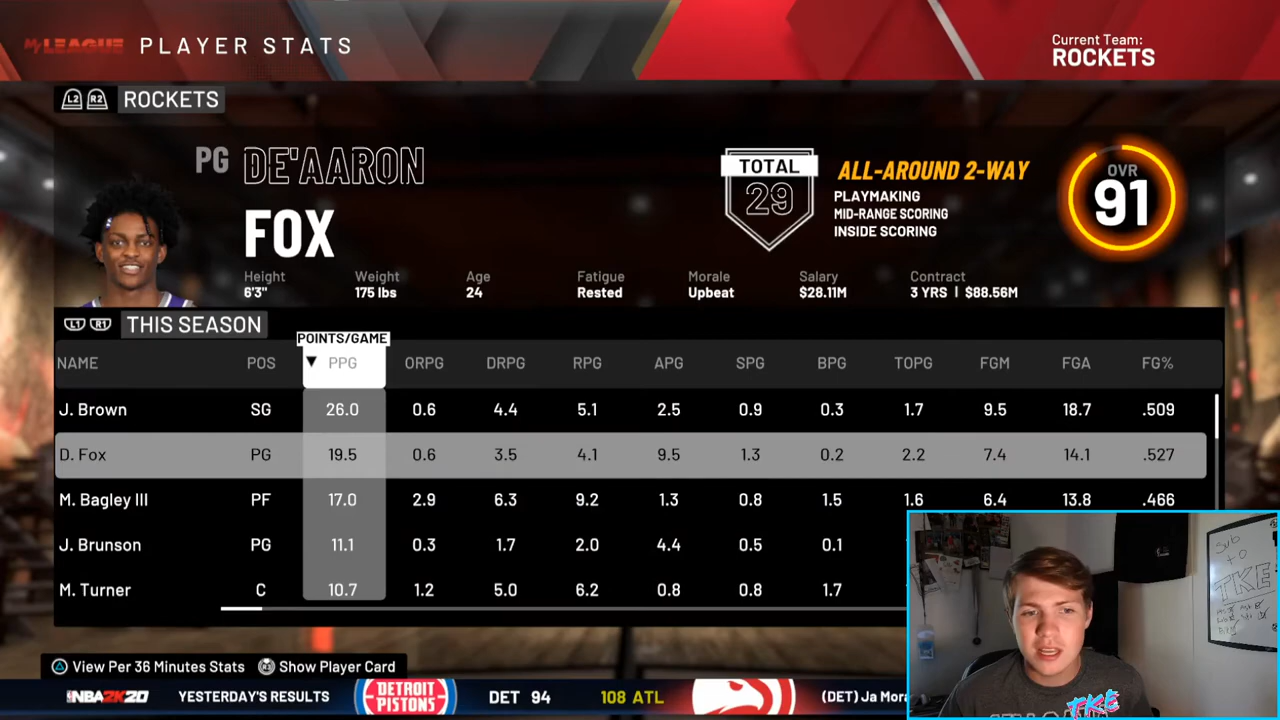 MYLEAGUE PLAYER STATS
Current Team:
ROCKETS
L2 R2 ROCKETS
PG DE'AARON
FOX
TOTAL
29
ALL-AROUND 2-WAY
PLAYMAKING
MID-RANGE SCORING
INSIDE SCORING
OVR
91
Height Weight Age Fatigue Morale Salary Contract
6'3" 175 lbs 24 Rested Upbeat $28.11M 3 YRS | $88.56M
L1 R1 THIS SEASON
POINTS/GAME
NAME POS PPG ORPG DRPG RPG APG SPG BPG TOPG FGM FGA FG%
J. Brown SG 26.0 0.6 4.4 5.1 2.5 0.9 0.3 1.7 9.5 18.7 .509
D. Fox PG 19.5 0.6 3.5 4.1 9.5 1.3 0.2 2.2 7.4 14.1 .527
M. Bagley III PF 17.0 2.9 6.3 9.2 1.3 0.8 1.5 1.6 6.4 13.8 .466
J. Brunson PG 11.1 0.3 1.7 2.0 4.4 0.5 0.1
M. Turner C 10.7 1.2 5.0 6.2 0.8 0.8 1.7
Sub
to
TKE
View Per 36 Minutes Stats R3 Show Player Card
NBA2K20 YESTERDAY'S RESULTS DETROIT PISTONS DET 94 108 ATL (DET) Ja Mora
TKE